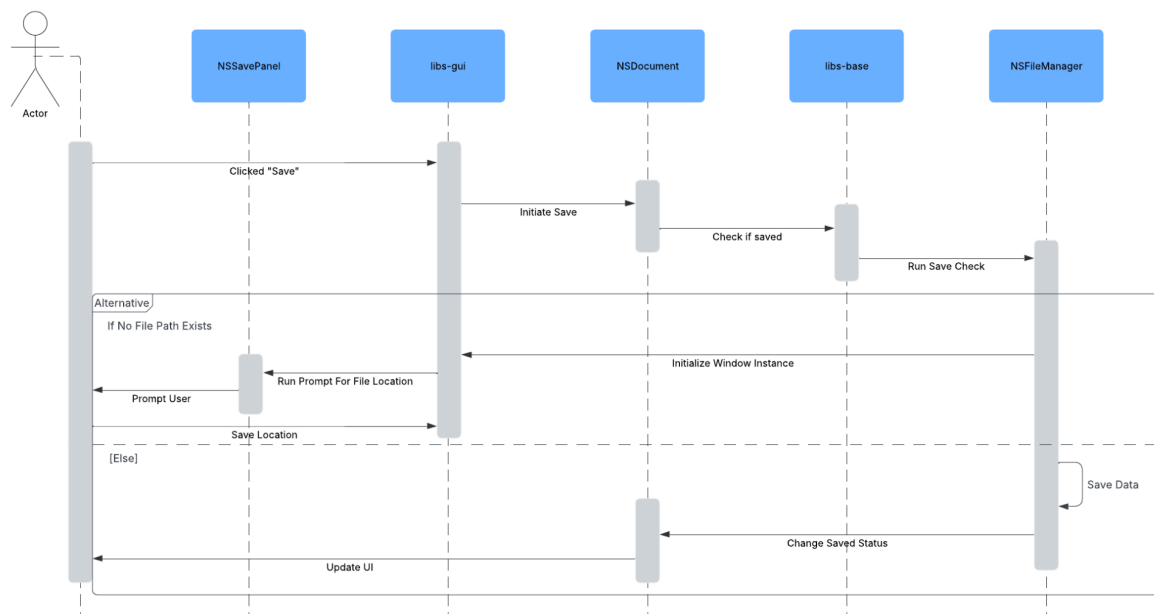 NSSavePanel
libs-gui
NSDocument
libs-base
NSFileManager
Actor
Clicked "Save"
Initiate Save
Check if saved
Run Save Check
Alternative
If No File Path Exists
Initialize Window Instance
Run Prompt For File Location
Prompt User
Save Location
[Else]
Save Data
Change Saved Status
Update UI